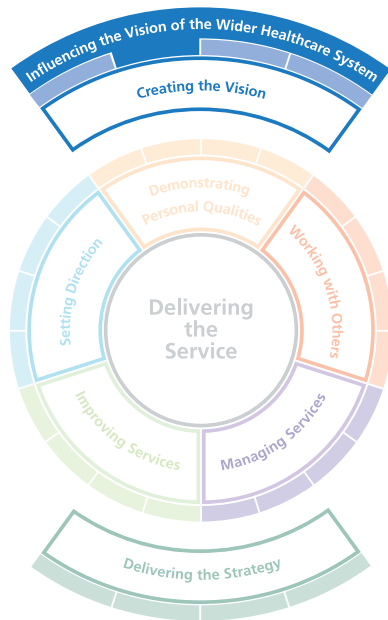 Influencing the Vision of the Wider Healthcare System
Creating the Vision
Demonstrating
Personal Qualities
Setting Direction
Working with Others
Delivering
the
Service
Improving Services
Managing Services
Delivering the Strategy